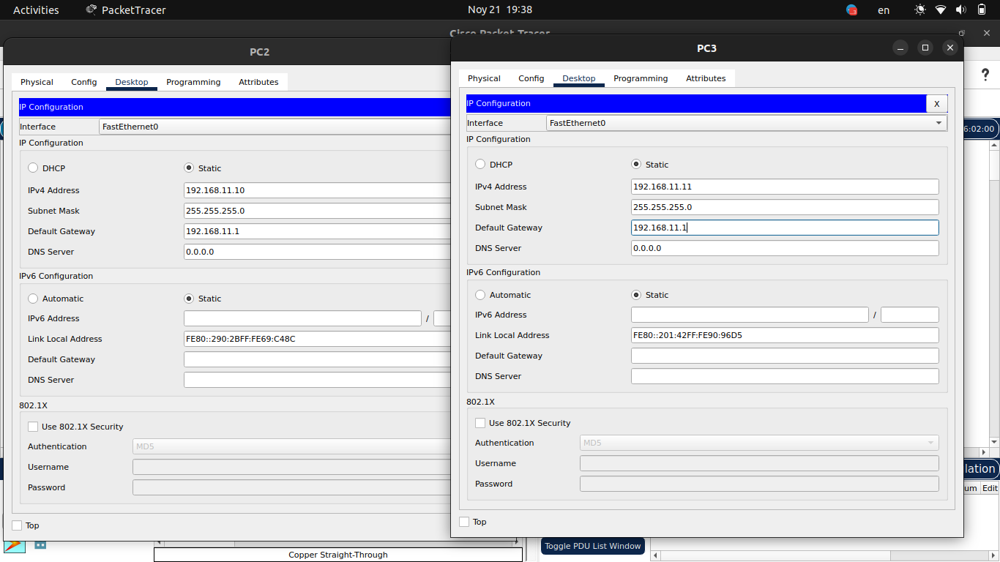 Activities PacketTracer Noy 21 19:38 3 en
Cisco Packet Tracer
PC2
Physical Config Desktop Programming Attributes
IP Configuration
Interface FastEthernet0
IP Configuration
DHCP Static
IPv4 Address 192.168.11.10
Subnet Mask 255.255.255.0
Default Gateway 192.168.11.1
DNS Server 0.0.0.0
IPv6 Configuration
Automatic Static
IPv6 Address /
Link Local Address FE80::290:2BFF:FE69:C48C
Default Gateway
DNS Server
802.1X
Use 802.1X Security
Authentication MD5
Username
Password
Top
PC3
Physical Config Desktop Programming Attributes
IP Configuration X
Interface FastEthernet0
IP Configuration
DHCP Static
IPv4 Address 192.168.11.11
Subnet Mask 255.255.255.0
Default Gateway 192.168.11.1
DNS Server 0.0.0.0
IPv6 Configuration
Automatic Static
IPv6 Address /
Link Local Address FE80::201:42FF:FE90:96D5
Default Gateway
DNS Server
802.1X
Use 802.1X Security
Authentication MD5
Username
Password
Top
?
6:02:00
lation
um Edit
Copper Straight-Through
Toggle PDU List Window